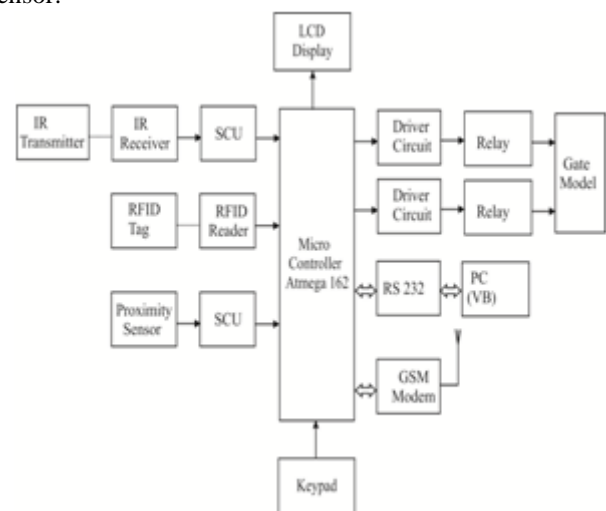 ensor.
LCD
Display
IR
Transmitter
IR
Receiver
SCU
Driver
Circuit
Relay
Gate
Model
RFID
Tag
RFID
Reader
Driver
Circuit
Relay
Micro
Controller
Atmega 162
RS 232
PC
(VB)
Proximity
Sensor
SCU
GSM
Modem
Keypad